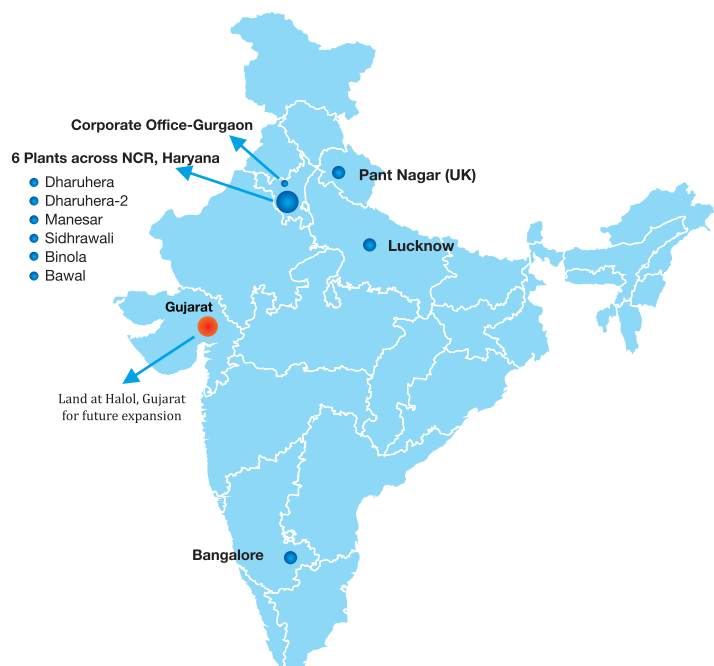 Corporate Office-Gurgaon
6 Plants across NCR, Haryana
Dharuhera
Dharuhera-2
Manesar
Sidhrawali
Binola
Bawal
Pant Nagar (UK)
Lucknow
Gujarat
Land at Halol, Gujarat
for future expansion
Bangalore